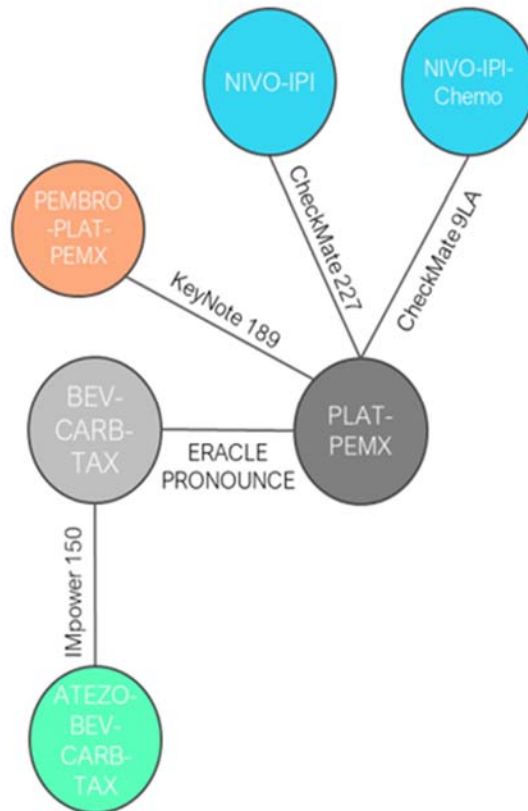 NIVO-IPI
NIVO-IPI-
Chemo
PEMBRO
-PLAT-
PEMX
CheckMate 227
CheckMate 9LA
KeyNote 189
BEV-
CARB-
TAX
ERACLE
PRONOUNCE
PLAT-
PEMX
IMpower 150
ATEZO-
BEV-
CARB-
TAX